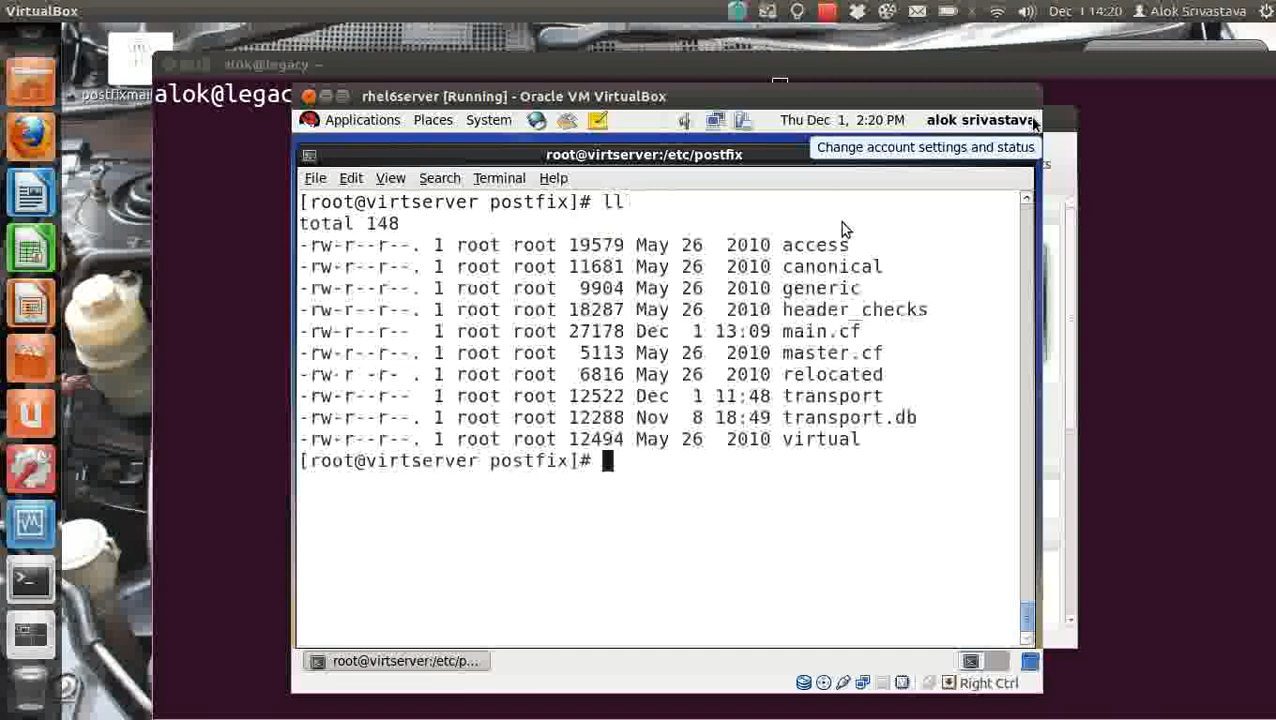 VirtualBox
Dec 1 14:20 Alok Srivastava
alok@legacy ~
postfixmai
alok@legac
rhel6server [Running] - Oracle VM VirtualBox
Applications Places System Thu Dec 1, 2:20 PM alok srivastava
Change account settings and status
root@virtserver:/etc/postfix
File Edit View Search Terminal Help
[root@virtserver postfix]# ll
total 148
-rw-r--r--. 1 root root 19579 May 26 2010 access
-rw-r--r--. 1 root root 11681 May 26 2010 canonical
-rw-r--r--. 1 root root 9904 May 26 2010 generic
-rw-r--r--. 1 root root 18287 May 26 2010 header_checks
-rw-r--r--. 1 root root 27178 Dec 1 13:09 main.cf
-rw-r--r--. 1 root root 5113 May 26 2010 master.cf
-rw-r--r--. 1 root root 6816 May 26 2010 relocated
-rw-r--r--. 1 root root 12522 Dec 1 11:48 transport
-rw-r--r--. 1 root root 12288 Nov 8 18:49 transport.db
-rw-r--r--. 1 root root 12494 May 26 2010 virtual
[root@virtserver postfix]#
root@virtserver:/etc/p...
Right Ctrl